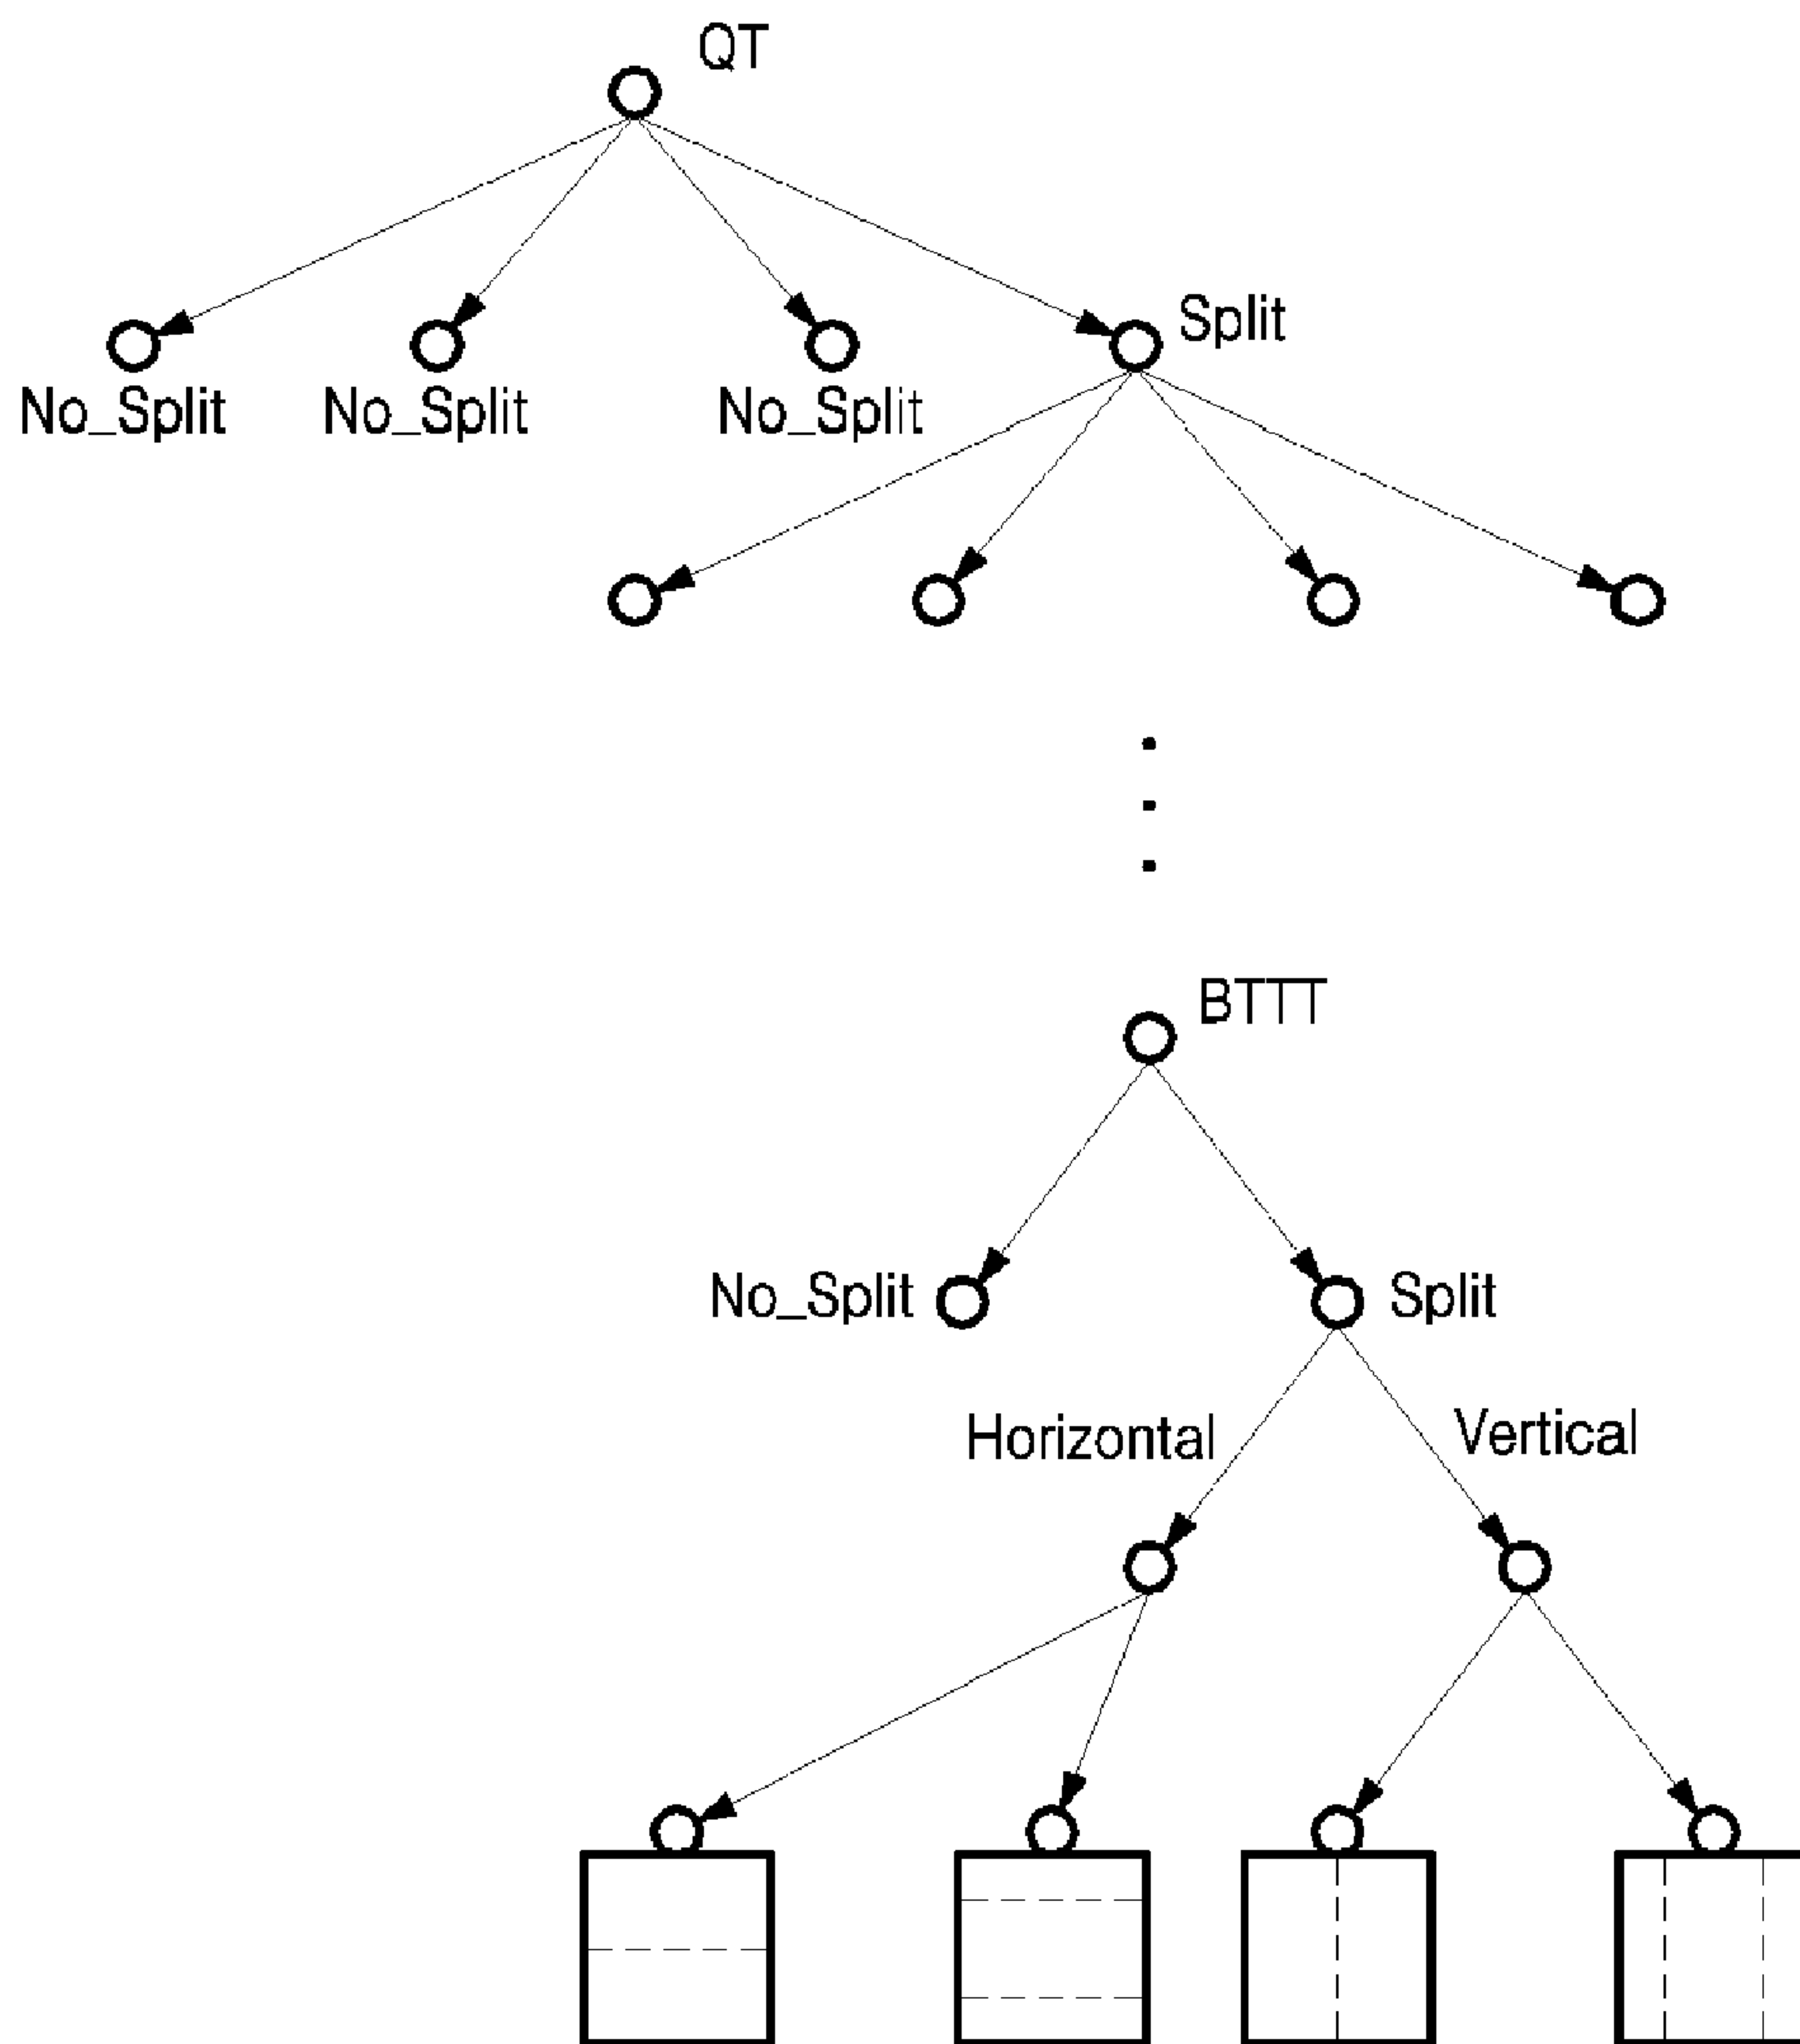 QT
Split
No_Split
No_Split
No_Split
BTTT
No_Split
Split
Horizontal
Vertical